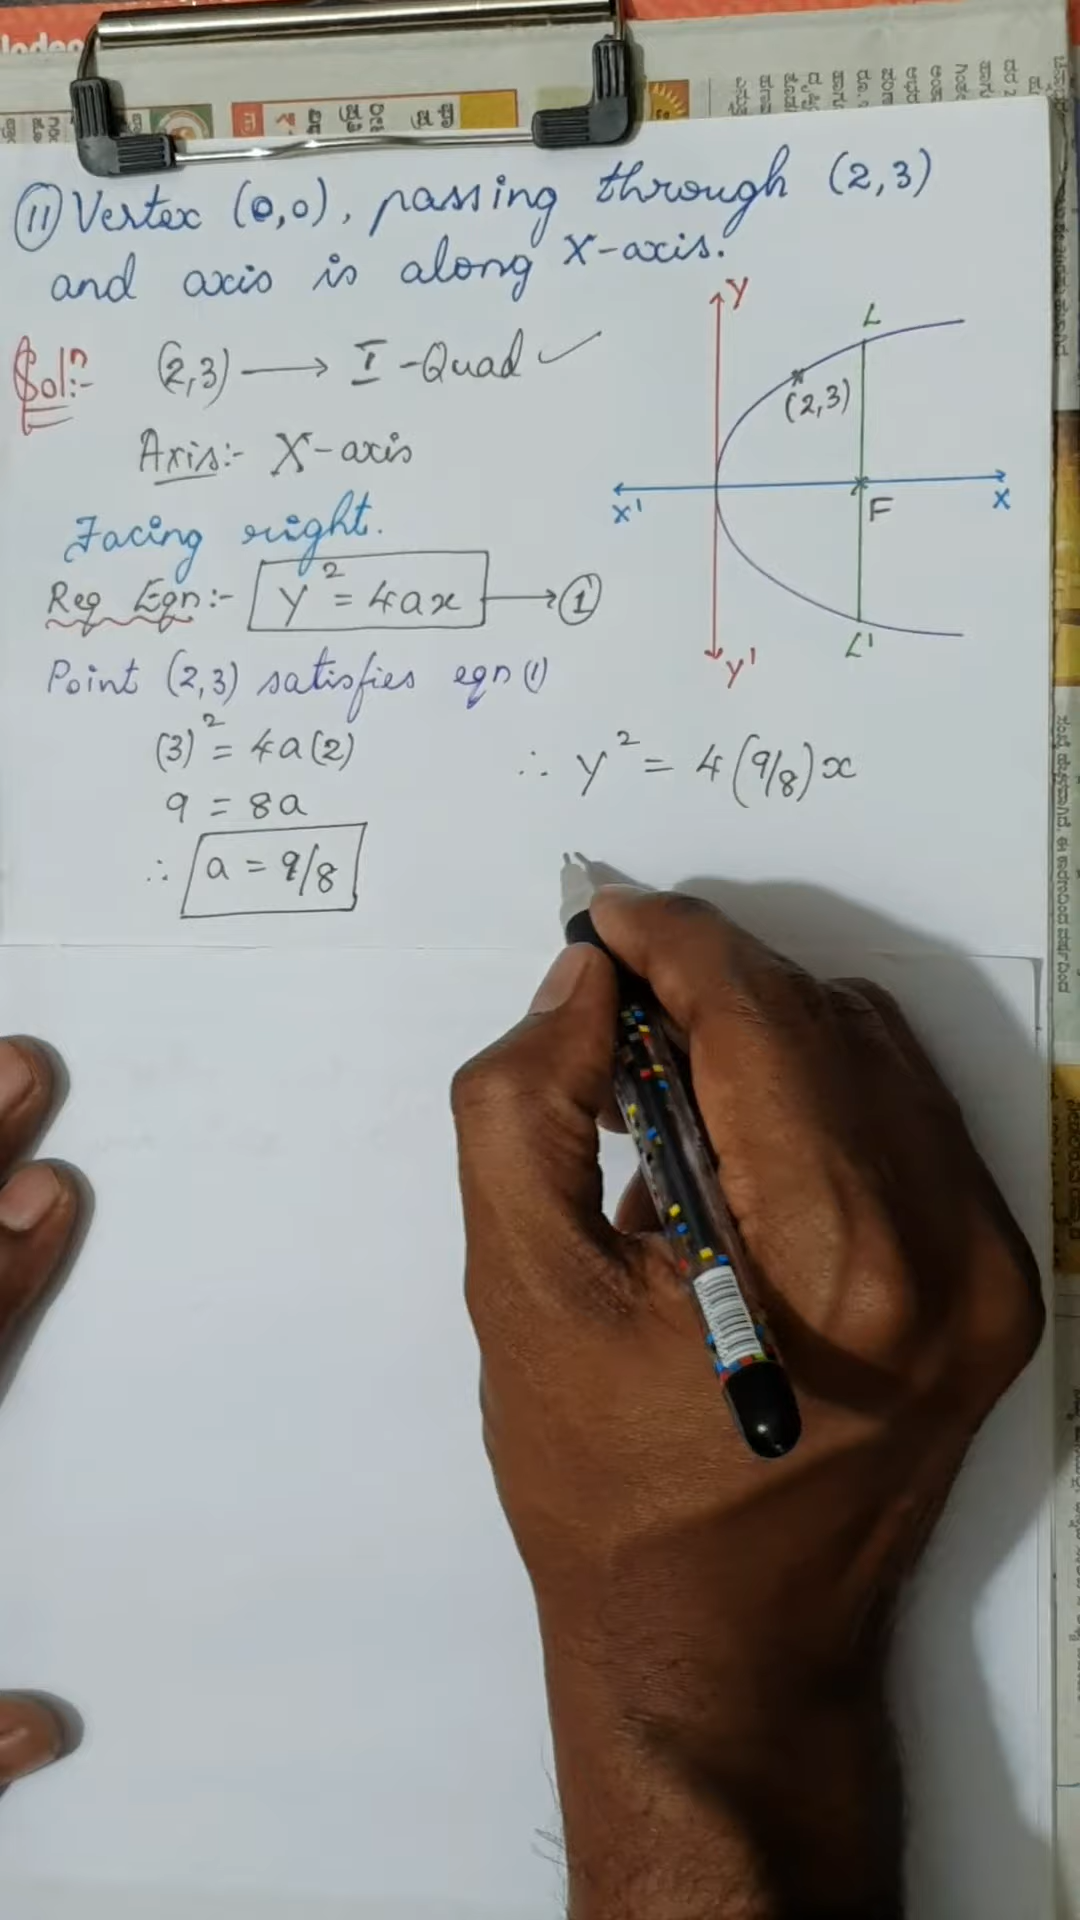 (11) Vertex (0,0), passing through (2,3)
and axis is along X-axis.
Sol:- (2,3) → I-Quad ✓
Axis:- X-axis
Facing right.
Req Eqn:- y² = 4ax → (1)
Point (2,3) satisfies eqn (1)
(3)² = 4a(2)
9 = 8a
∴ a = 9/8
∴ y² = 4(9/8)x
Y
L
(2,3)
X'
F
X
L'
Y'